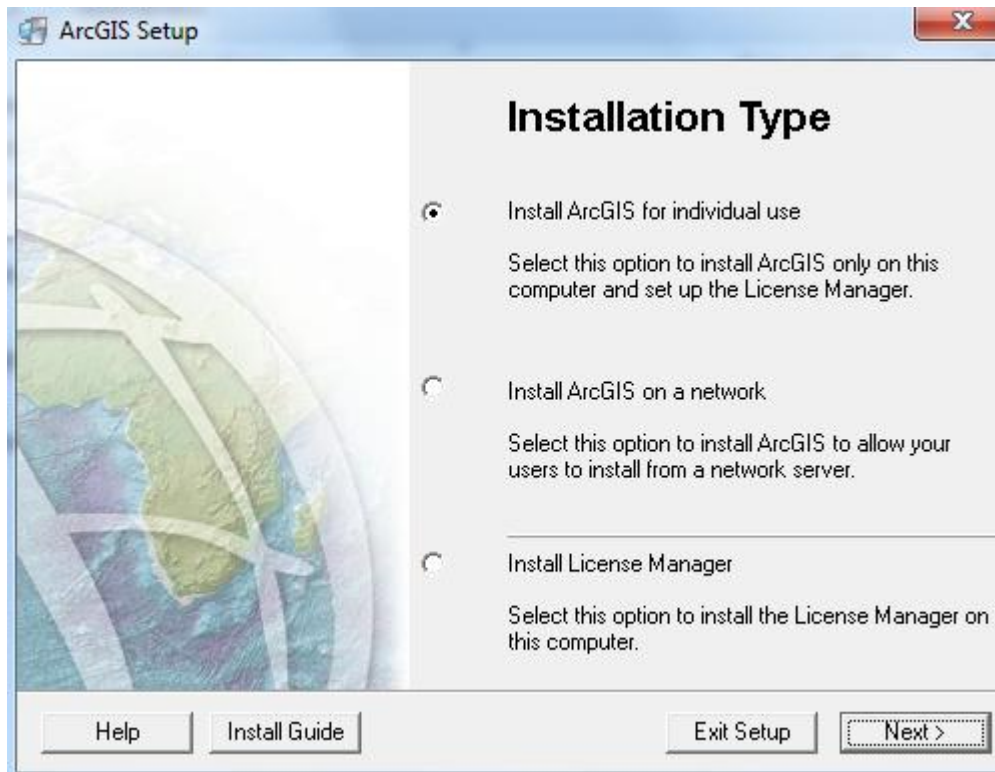 ArcGIS Setup
Installation Type
Install ArcGIS for individual use
Select this option to install ArcGIS only on this
computer and set up the License Manager.
Install ArcGIS on a network
Select this option to install ArcGIS to allow your
users to install from a network server.
Install License Manager
Select this option to install the License Manager on
this computer.
Help
Install Guide
Exit Setup
Next >